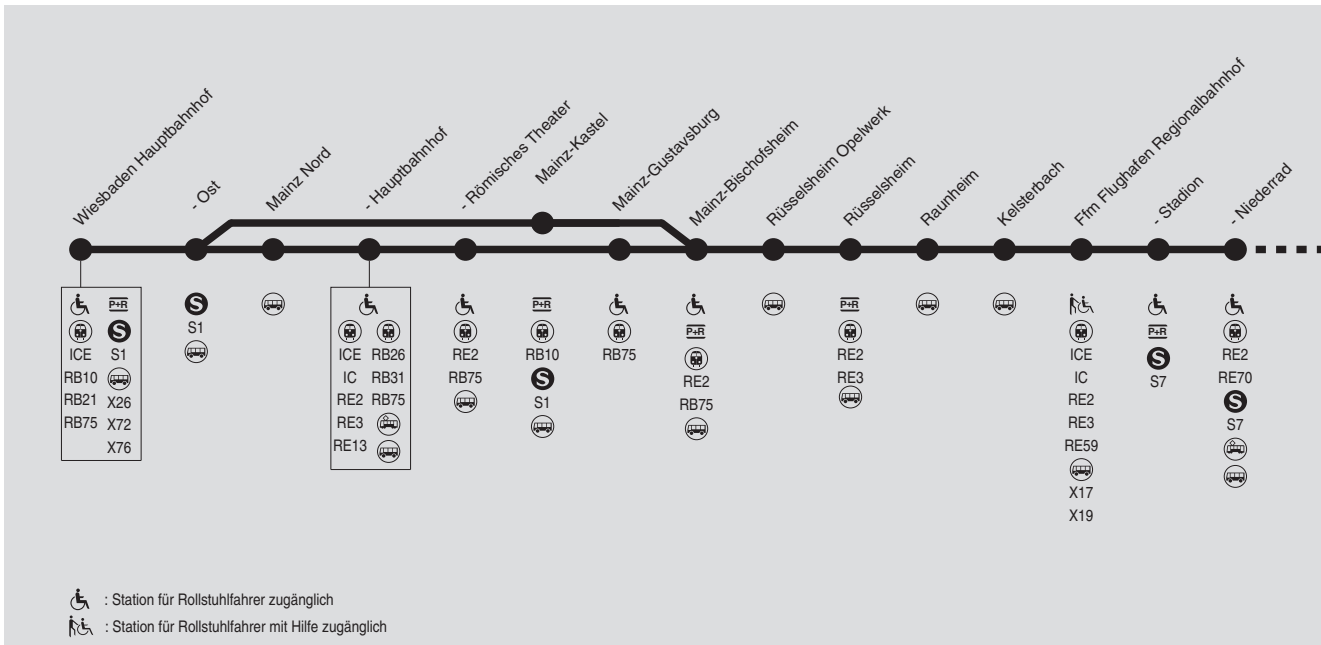 Wiesbaden Hauptbahnhof
- Ost
Mainz Nord
- Hauptbahnhof
- Römisches Theater
Mainz-Kastel
Mainz-Gustavsburg
Mainz-Bischofsheim
Rüsselsheim Opelwerk
Rüsselsheim
Raunheim
Kelsterbach
Ffm Flughafen Regionalbahnhof
- Stadion
- Niederrad
P+R
S
ICE S1
RB10
RB21 X26
RB75 X72
X76
S
S1
ICE RB26
IC RB31
RE2 RB75
RE3
RE13
RE2
RB75
P+R
RB10
S
S1
RB75
P+R
RE2
RB75
P+R
RE2
RE3
ICE
IC
RE2
RE3
RE59
X17
X19
P+R
S
S7
RE2
RE70
S
S7
: Station für Rollstuhlfahrer zugänglich
: Station für Rollstuhlfahrer mit Hilfe zugänglich